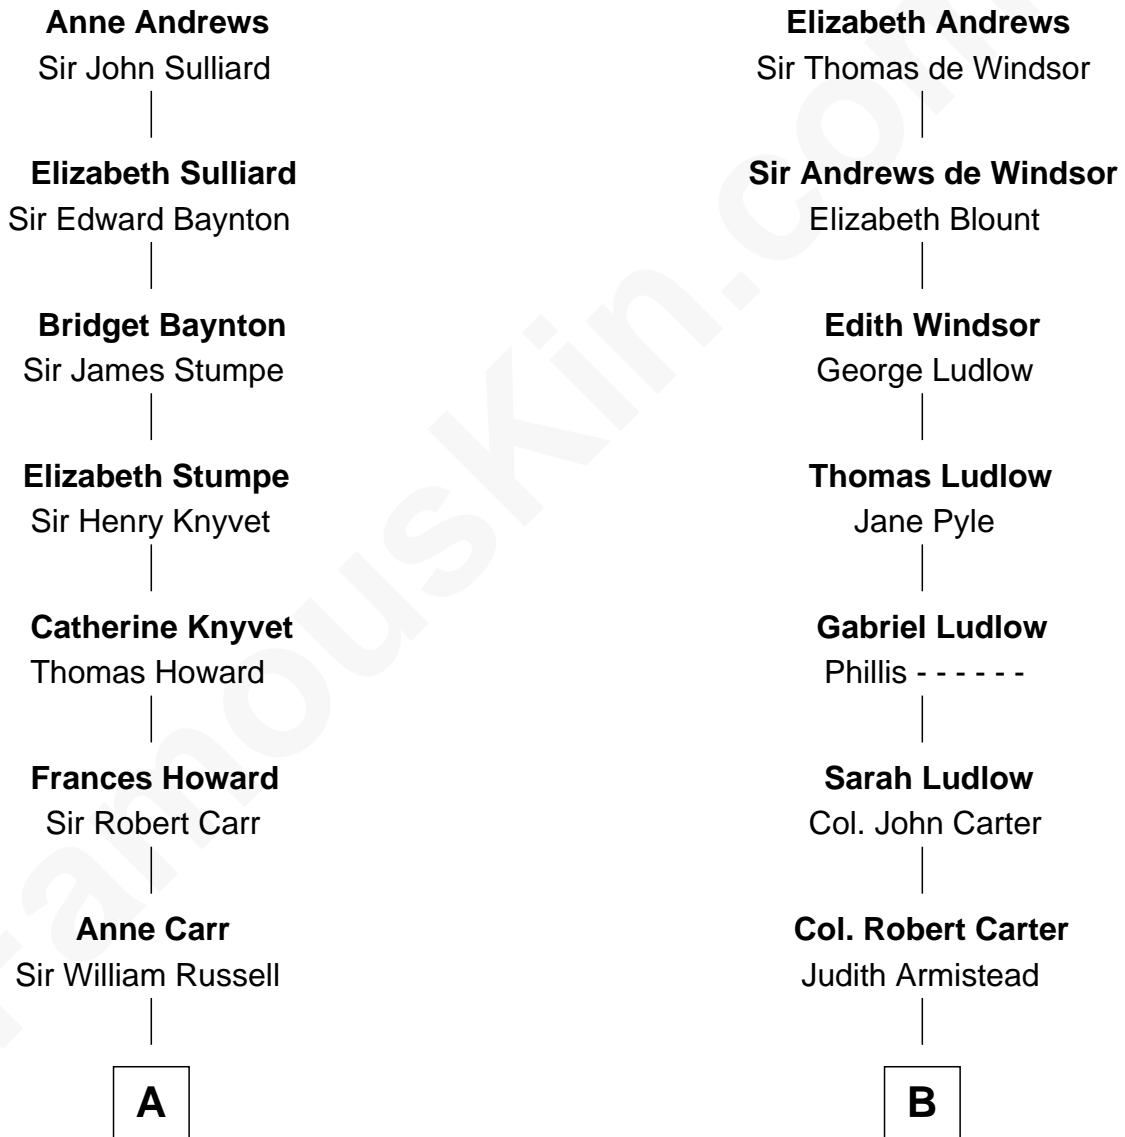 Anne Andrews
Sir John Sulliard
Elizabeth Sulliard
Sir Edward Baynton
Bridget Baynton
Sir James Stumpe
Elizabeth Stumpe
Sir Henry Knyvet
Catherine Knyvet
Thomas Howard
Frances Howard
Sir Robert Carr
Anne Carr
Sir William Russell
A
Elizabeth Andrews
Sir Thomas de Windsor
Sir Andrews de Windsor
Elizabeth Blount
Edith Windsor
George Ludlow
Thomas Ludlow
Jane Pyle
Gabriel Ludlow
Phillis - - - - - -
Sarah Ludlow
Col. John Carter
Col. Robert Carter
Judith Armistead
B
FamousKin.com